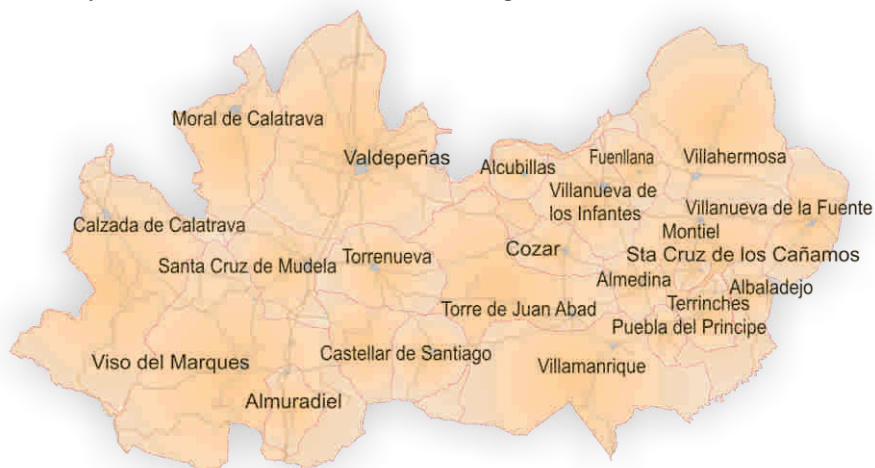 Moral de Calatrava
Valdepeñas
Alcubillas
Fuenllana
Villahermosa
Villanueva de
los Infantes
Calzada de Calatrava
Villanueva de la Fuente
Montiel
Cozar
Sta Cruz de los Cañamos
Santa Cruz de Mudela
Torrenueva
Almedina
Albaladejo
Torre de Juan Abad
Terrinches
Puebla del Principe
Viso del Marques
Castellar de Santiago
Villamanrique
Almuradiel